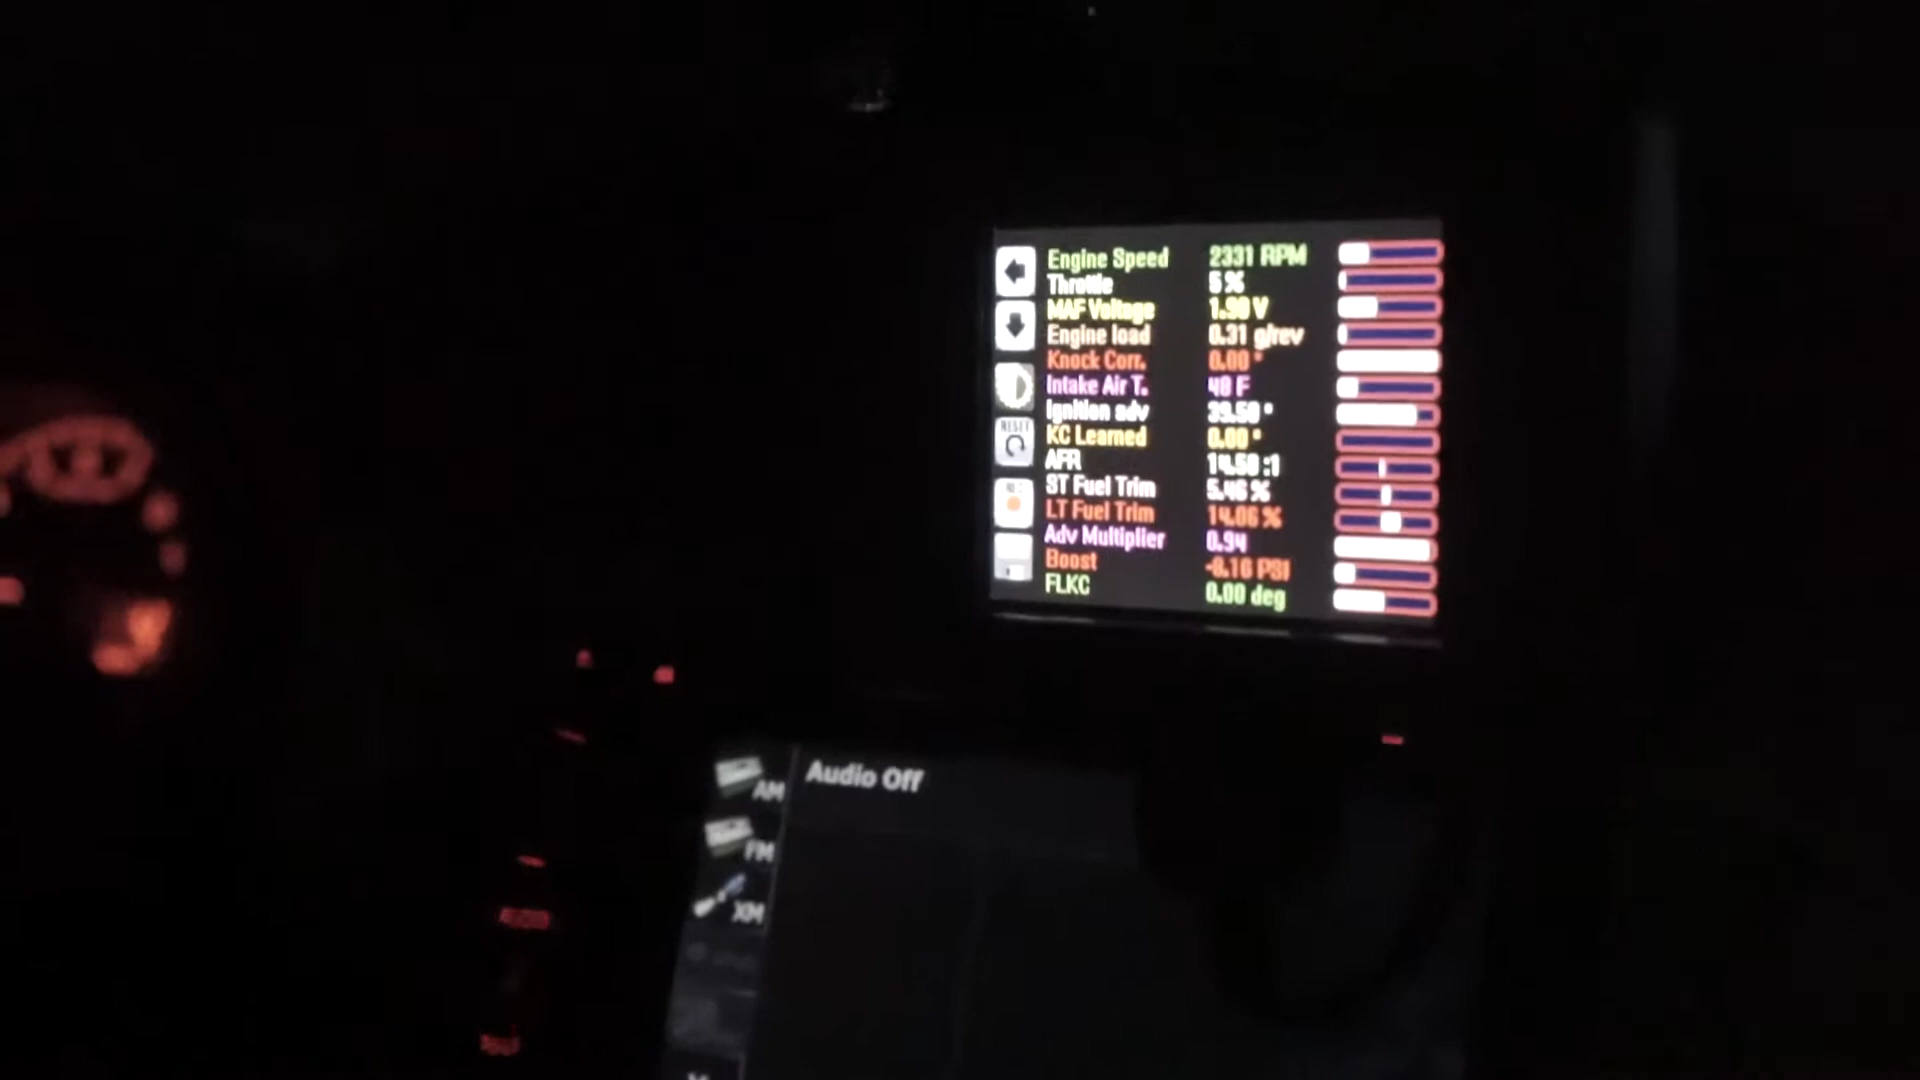 Engine Speed 2331 RPM
Throttle 5 %
MAF Voltage 1.90 V
Engine load 0.31 g/rev
Knock Corr. 0.00 °
Intake Air T. 48 F
Ignition adv 39.50 °
KC Learned 0.00 °
AFR 14.50 :1
ST Fuel Trim 5.46 %
LT Fuel Trim 14.06 %
Adv Multiplier 0.94
Boost -8.16 PSI
FLKC 0.00 deg
RESET
REC
Audio Off
AM
FM
XM